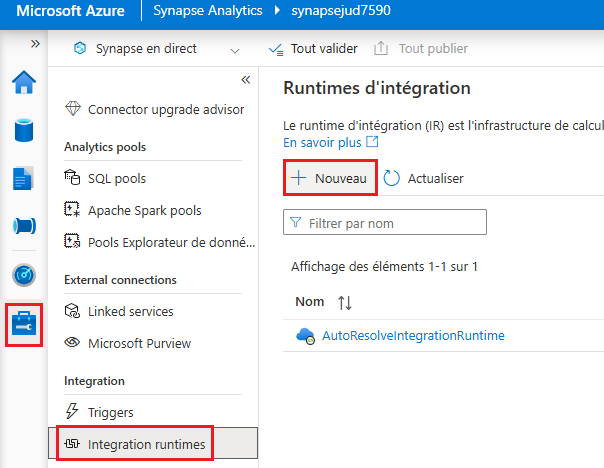 Microsoft Azure
Synapse Analytics
synapsejud7590
Synapse en direct
Tout valider
Tout publier
Connector upgrade advisor
Analytics pools
SQL pools
Apache Spark pools
Pools Explorateur de donné...
External connections
Linked services
Microsoft Purview
Integration
Triggers
Integration runtimes
Runtimes d'intégration
Le runtime d'intégration (IR) est l'infrastructure de calcu
En savoir plus
Nouveau
Actualiser
Filtrer par nom
Affichage des éléments 1-1 sur 1
Nom
AutoResolveIntegrationRuntime